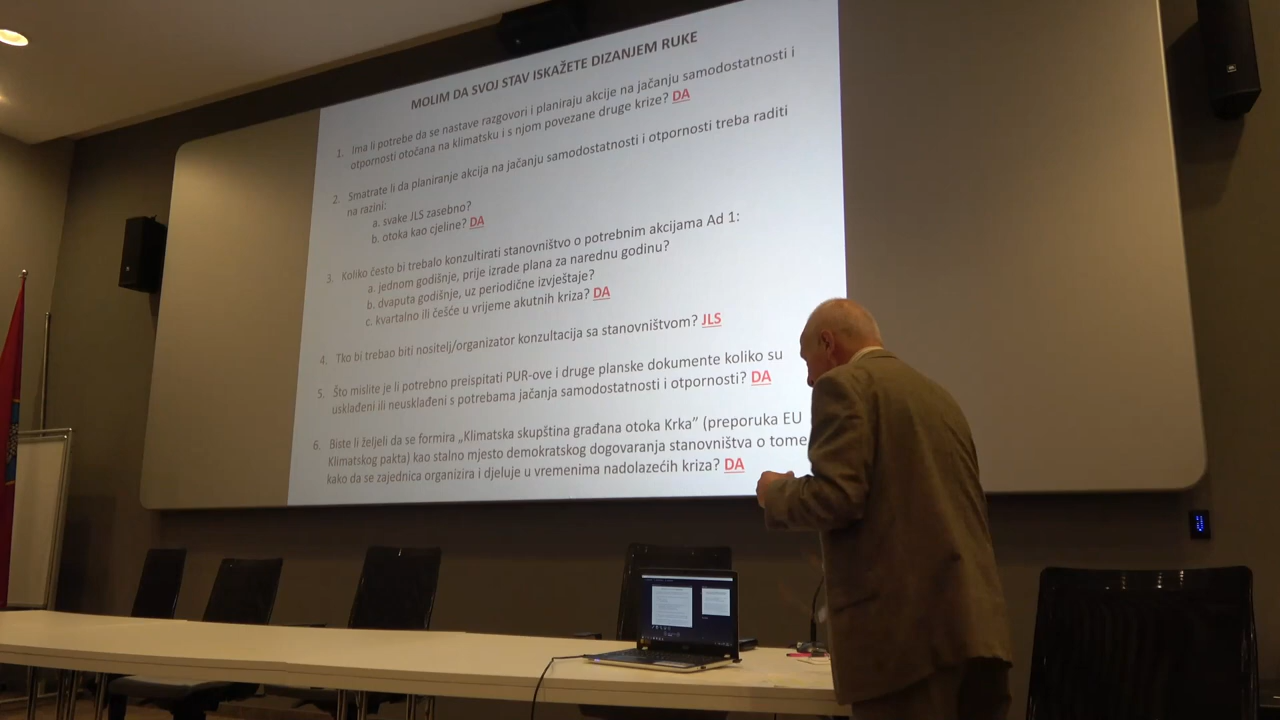 MOLIM DA SVOJ STAV ISKAŽETE DIZANJEM RUKE
1. Ima li potrebe da se nastave razgovori i planiraju akcije na jačanju samodostatnosti i
otpornosti otočana na klimatsku i s njom povezane druge krize? DA
2. Smatrate li da planiranje akcija na jačanju samodostatnosti i otpornosti treba raditi
na razini:
a. svake JLS zasebno?
b. otoka kao cjeline? DA
3. Koliko često bi trebalo konzultirati stanovništvo o potrebnim akcijama Ad 1:
a. jednom godišnje, prije izrade plana za narednu godinu?
b. dvaputa godišnje, uz periodične izvještaje?
c. kvartalno ili češće u vrijeme akutnih kriza? DA
4. Tko bi trebao biti nositelj/organizator konzultacija sa stanovništvom? JLS
5. Što mislite je li potrebno preispitati PUR-ove i druge planske dokumente koliko su
usklađeni ili neusklađeni s potrebama jačanja samodostatnosti i otpornosti? DA
6. Biste li željeli da se formira „Klimatska skupština građana otoka Krka" (preporuka EU
Klimatskog pakta) kao stalno mjesto demokratskog dogovaranja stanovništva o tome
kako da se zajednica organizira i djeluje u vremenima nadolazećih kriza? DA